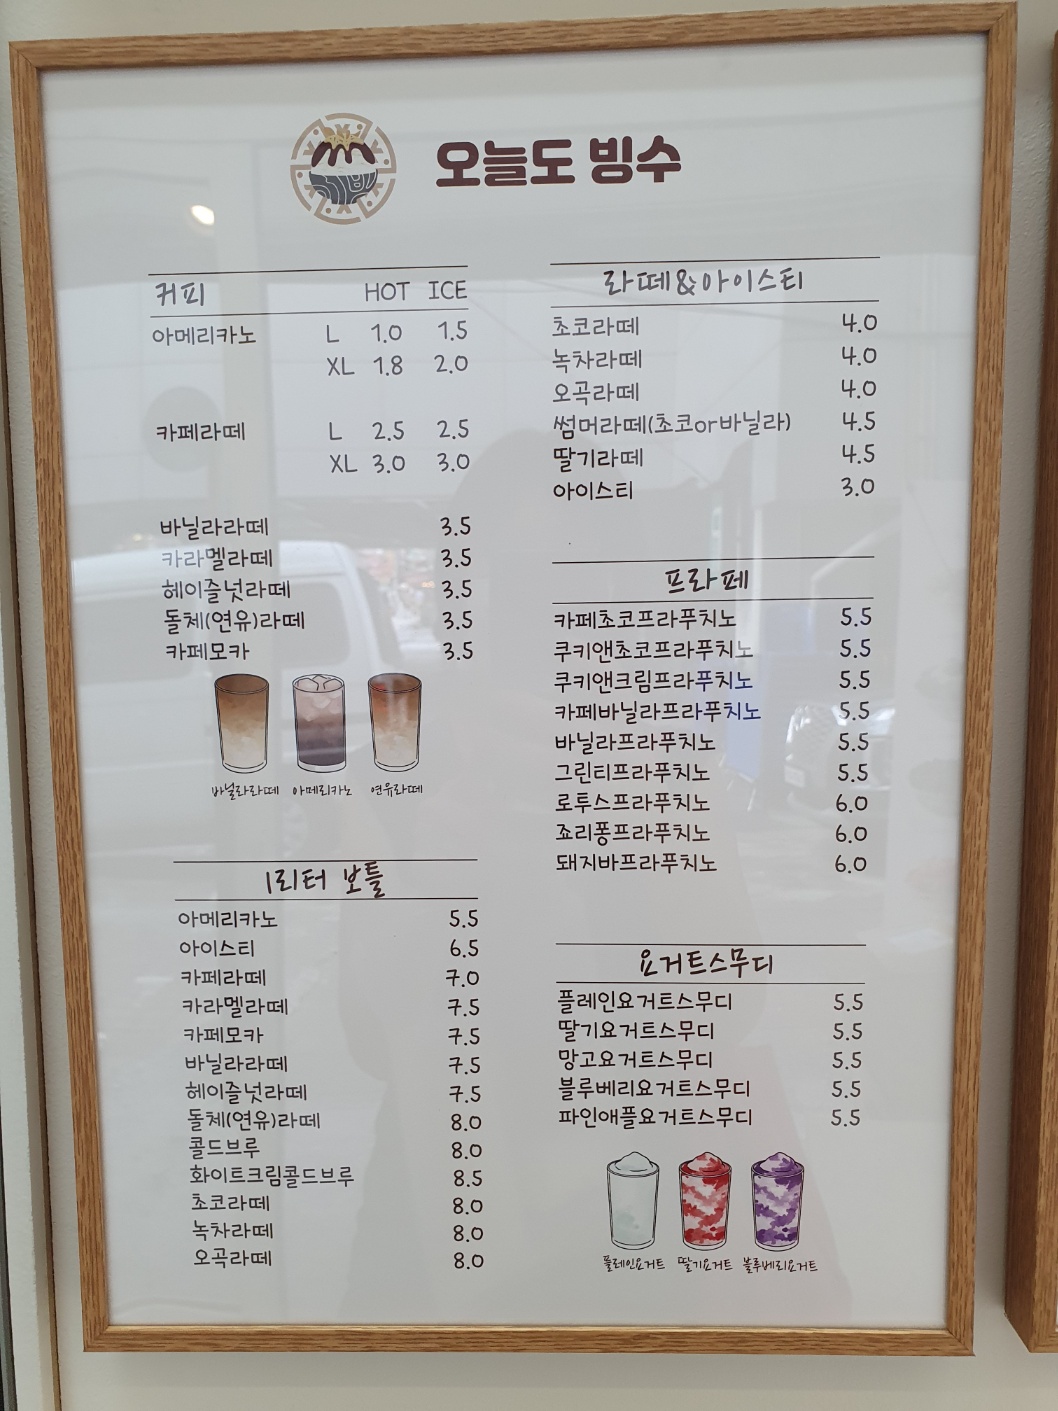 오늘도 빙수
커피 HOT ICE
아메리카노 L 1.0 1.5
XL 1.8 2.0
카페라떼 L 2.5 2.5
XL 3.0 3.0
바닐라라떼 3.5
카라멜라떼 3.5
헤이즐넛라떼 3.5
돌체(연유)라떼 3.5
카페모카 3.5
바닐라라떼 아메리카노 연유라떼
1리터 보틀
아메리카노 5.5
아이스티 6.5
카페라떼 7.0
카라멜라떼 7.5
카페모카 7.5
바닐라라떼 7.5
헤이즐넛라떼 7.5
돌체(연유)라떼 8.0
콜드브루 8.0
화이트크림콜드브루 8.5
초코라떼 8.0
녹차라떼 8.0
오곡라떼 8.0
라떼&아이스티
초코라떼 4.0
녹차라떼 4.0
오곡라떼 4.0
썸머라떼(초코or바닐라) 4.5
딸기라떼 4.5
아이스티 3.0
프라페
카페초코프라푸치노 5.5
쿠키앤초코프라푸치노 5.5
쿠키앤크림프라푸치노 5.5
카페바닐라프라푸치노 5.5
바닐라프라푸치노 5.5
그린티프라푸치노 5.5
로투스프라푸치노 6.0
죠리퐁프라푸치노 6.0
돼지바프라푸치노 6.0
요거트스무디
플레인요거트스무디 5.5
딸기요거트스무디 5.5
망고요거트스무디 5.5
블루베리요거트스무디 5.5
파인애플요거트스무디 5.5
플레인요거트 딸기요거트 블루베리요거트